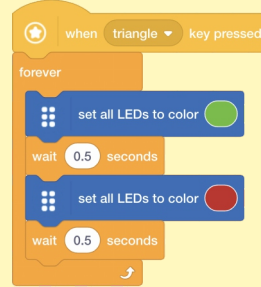 when triangle key pressed
forever
set all LEDs to color
wait 0.5 seconds
set all LEDs to color
wait 0.5 seconds